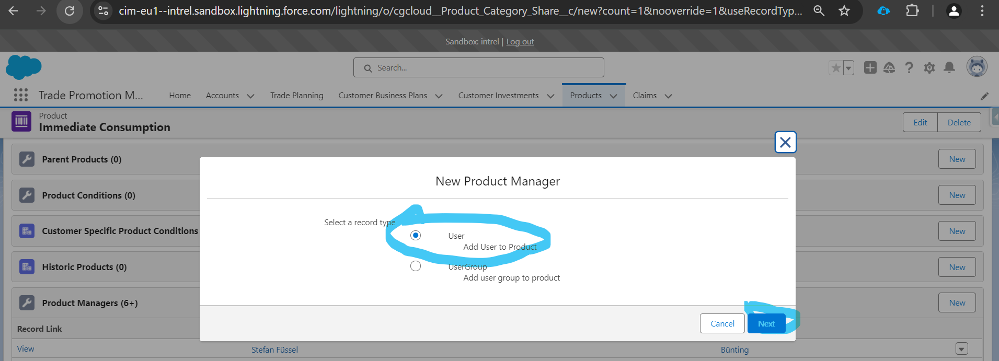 cim-eu1--intrel.sandbox.lightning.force.com/lightning/o/cgcloud__Product_Category_Share__c/new?count=1&nooverride=1&useRecordTyp...
Sandbox: intrel | Log out
Search...
Trade Promotion M... Home Accounts Trade Planning Customer Business Plans Customer Investments Products Claims
Product
Immediate Consumption
Edit Delete
Parent Products (0) New
Product Conditions (0) New
Customer Specific Product Conditions New
Historic Products (0) New
Product Managers (6+) New
Record Link
View Stefan Füssel Bünting
New Product Manager
Select a record type
User
Add User to Product
UserGroup
Add user group to product
Cancel Next